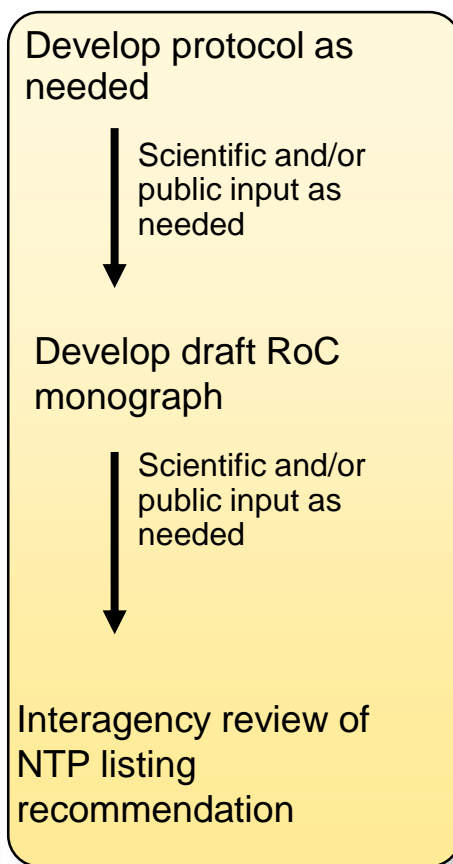 Develop protocol as
needed
Scientific and/or
public input as
needed
Develop draft RoC
monograph
Scientific and/or
public input as
needed
Interagency review of
NTP listing
recommendation